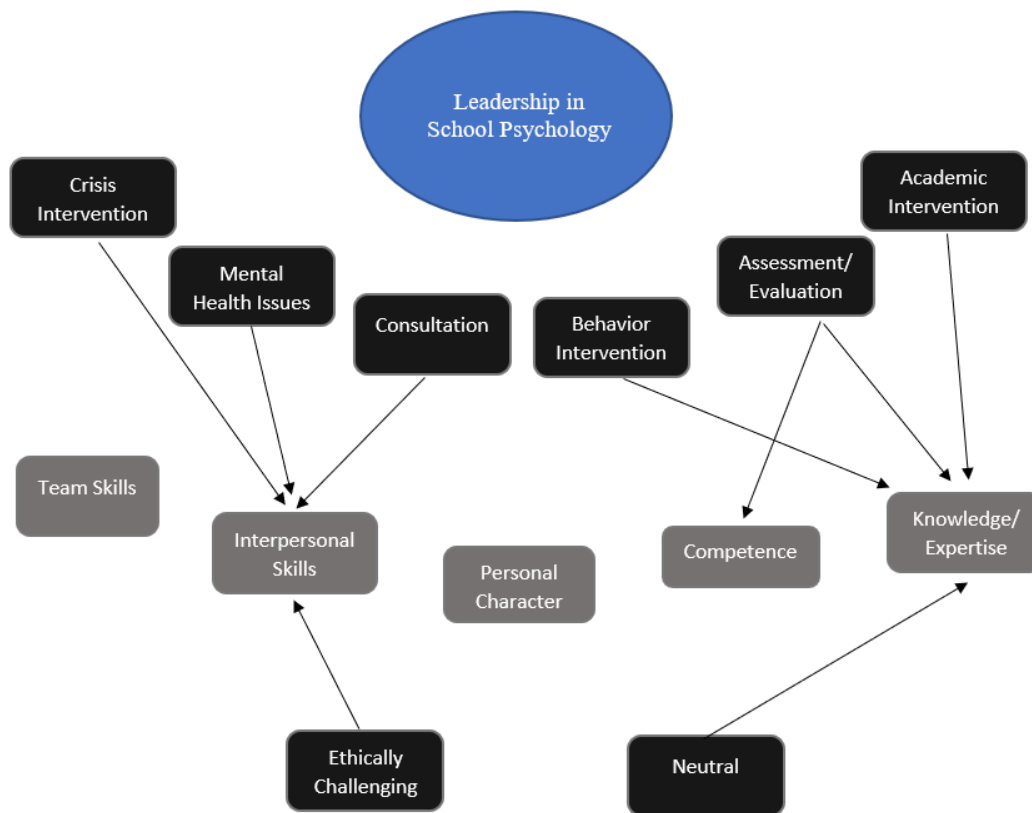 Leadership in
School Psychology
Crisis
Intervention
Mental
Health Issues
Consultation
Behavior
Intervention
Assessment/
Evaluation
Academic
Intervention
Team Skills
Interpersonal
Skills
Personal
Character
Competence
Knowledge/
Expertise
Ethically
Challenging
Neutral